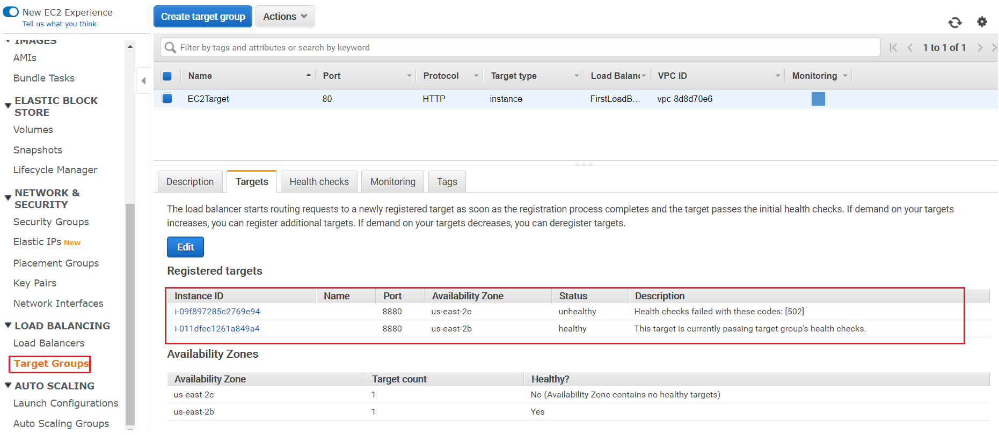 New EC2 Experience
Tell us what you think
IMAGES
AMIs
Bundle Tasks
ELASTIC BLOCK
STORE
Volumes
Snapshots
Lifecycle Manager
NETWORK &
SECURITY
Security Groups
Elastic IPs New
Placement Groups
Key Pairs
Network Interfaces
LOAD BALANCING
Load Balancers
Target Groups
AUTO SCALING
Launch Configurations
Auto Scaling Groups
Create target group Actions
Filter by tags and attributes or search by keyword 1 to 1 of 1
Name Port Protocol Target type Load Balanc VPC ID Monitoring
EC2Target 80 HTTP instance FirstLoadB... vpc-8d8d70e6
Description Targets Health checks Monitoring Tags
The load balancer starts routing requests to a newly registered target as soon as the registration process completes and the target passes the initial health checks. If demand on your targets
increases, you can register additional targets. If demand on your targets decreases, you can deregister targets.
Edit
Registered targets
Instance ID Name Port Availability Zone Status Description
i-09f897285c2769e94 8880 us-east-2c unhealthy Health checks failed with these codes: [502]
i-011dfec1261a849a4 8880 us-east-2b healthy This target is currently passing target group's health checks.
Availability Zones
Availability Zone Target count Healthy?
us-east-2c 1 No (Availability Zone contains no healthy targets)
us-east-2b 1 Yes